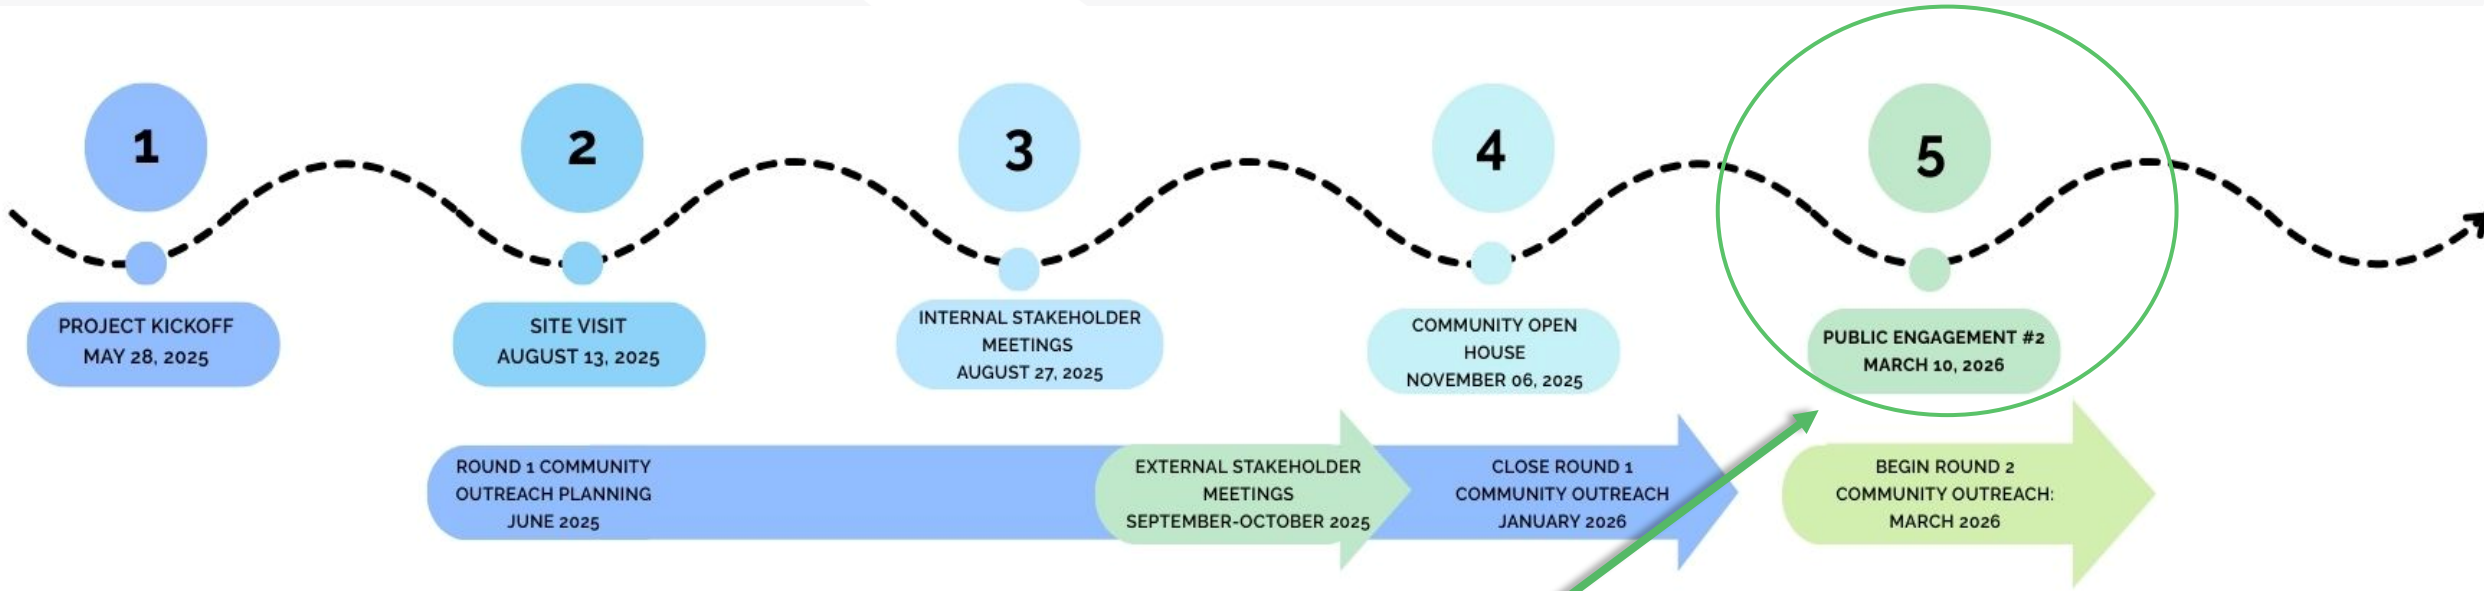 1
2
3
4
5
PROJECT KICKOFF
MAY 28, 2025
SITE VISIT
AUGUST 13, 2025
INTERNAL STAKEHOLDER
MEETINGS
AUGUST 27, 2025
COMMUNITY OPEN
HOUSE
NOVEMBER 06, 2025
PUBLIC ENGAGEMENT #2
MARCH 10, 2026
ROUND 1 COMMUNITY
OUTREACH PLANNING
JUNE 2025
EXTERNAL STAKEHOLDER
MEETINGS
SEPTEMBER-OCTOBER 2025
CLOSE ROUND 1
COMMUNITY OUTREACH
JANUARY 2026
BEGIN ROUND 2
COMMUNITY OUTREACH:
MARCH 2026